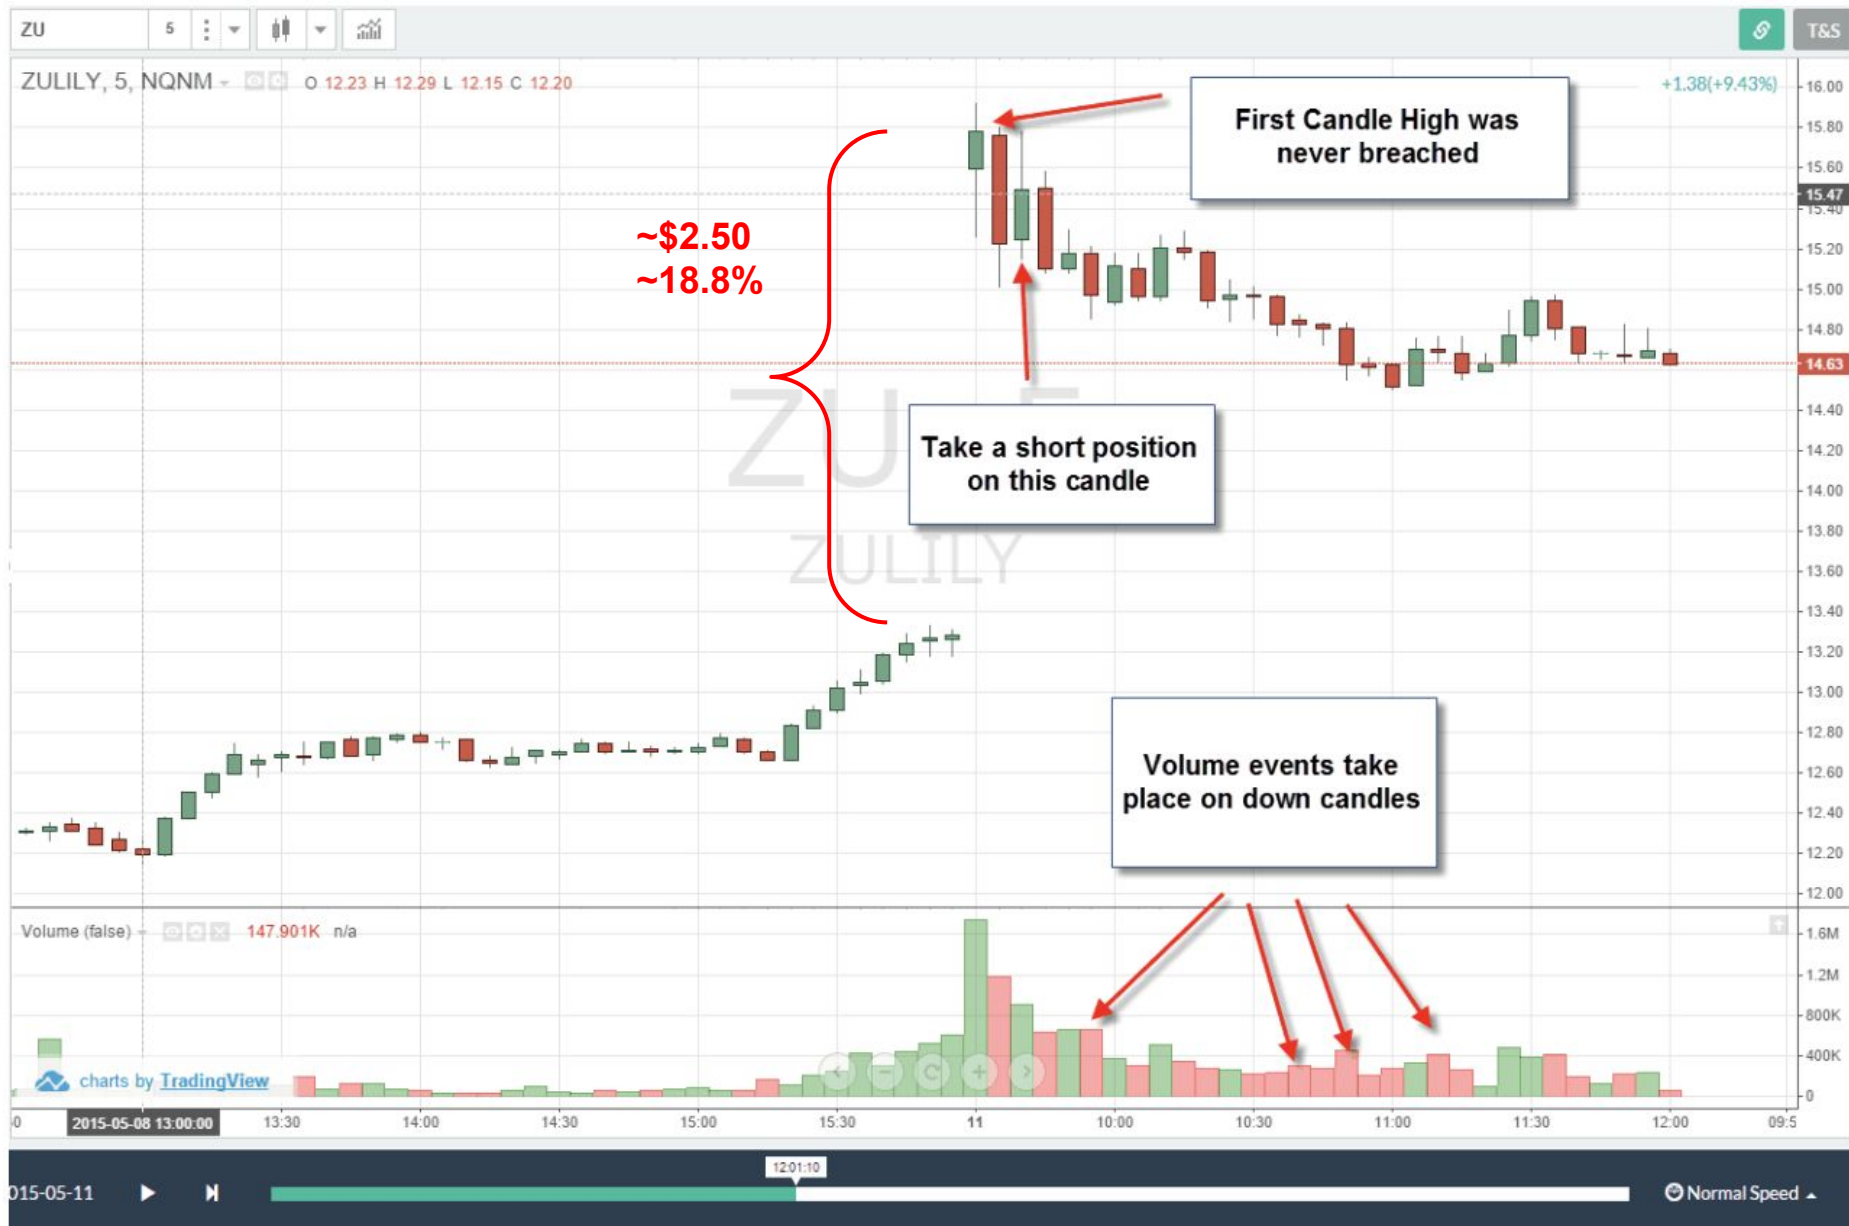 ZU 5 T&S
ZULILY, 5, NQNM O 12.23 H 12.29 L 12.15 C 12.20
+1.38(+9.43%)
16.00
15.80
15.60
15.47
15.40
15.20
15.00
14.80
14.63
14.40
14.20
14.00
13.80
13.60
13.40
13.20
13.00
12.80
12.60
12.40
12.20
12.00
First Candle High was
never breached
~$2.50
~18.8%
Take a short position
on this candle
ZULILY
Volume events take
place on down candles
Volume (false) 147.901K n/a
1.6M
1.2M
800K
400K
0
charts by TradingView
0 2015-05-08 13:00:00 13:30 14:00 14:30 15:00 15:30 11 10:00 10:30 11:00 11:30 12:00 09:5
12:01:10
015-05-11 Normal Speed